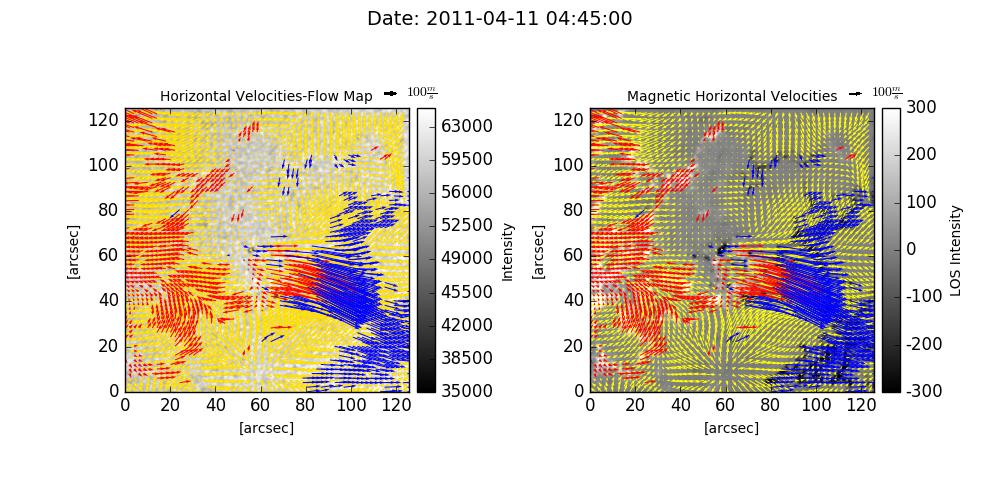 Date: 2011-04-11 04:45:00
Horizontal Velocities-Flow Map
100 m/s
120
100
80
60
40
20
0
0 20 40 60 80 100 120
[arcsec]
[arcsec]
63000
59500
56000
52500
49000
45500
42000
38500
35000
Intensity
Magnetic Horizontal Velocities
100 m/s
120
100
80
60
40
20
0
0 20 40 60 80 100 120
[arcsec]
[arcsec]
300
200
100
0
-100
-200
-300
LOS Intensity